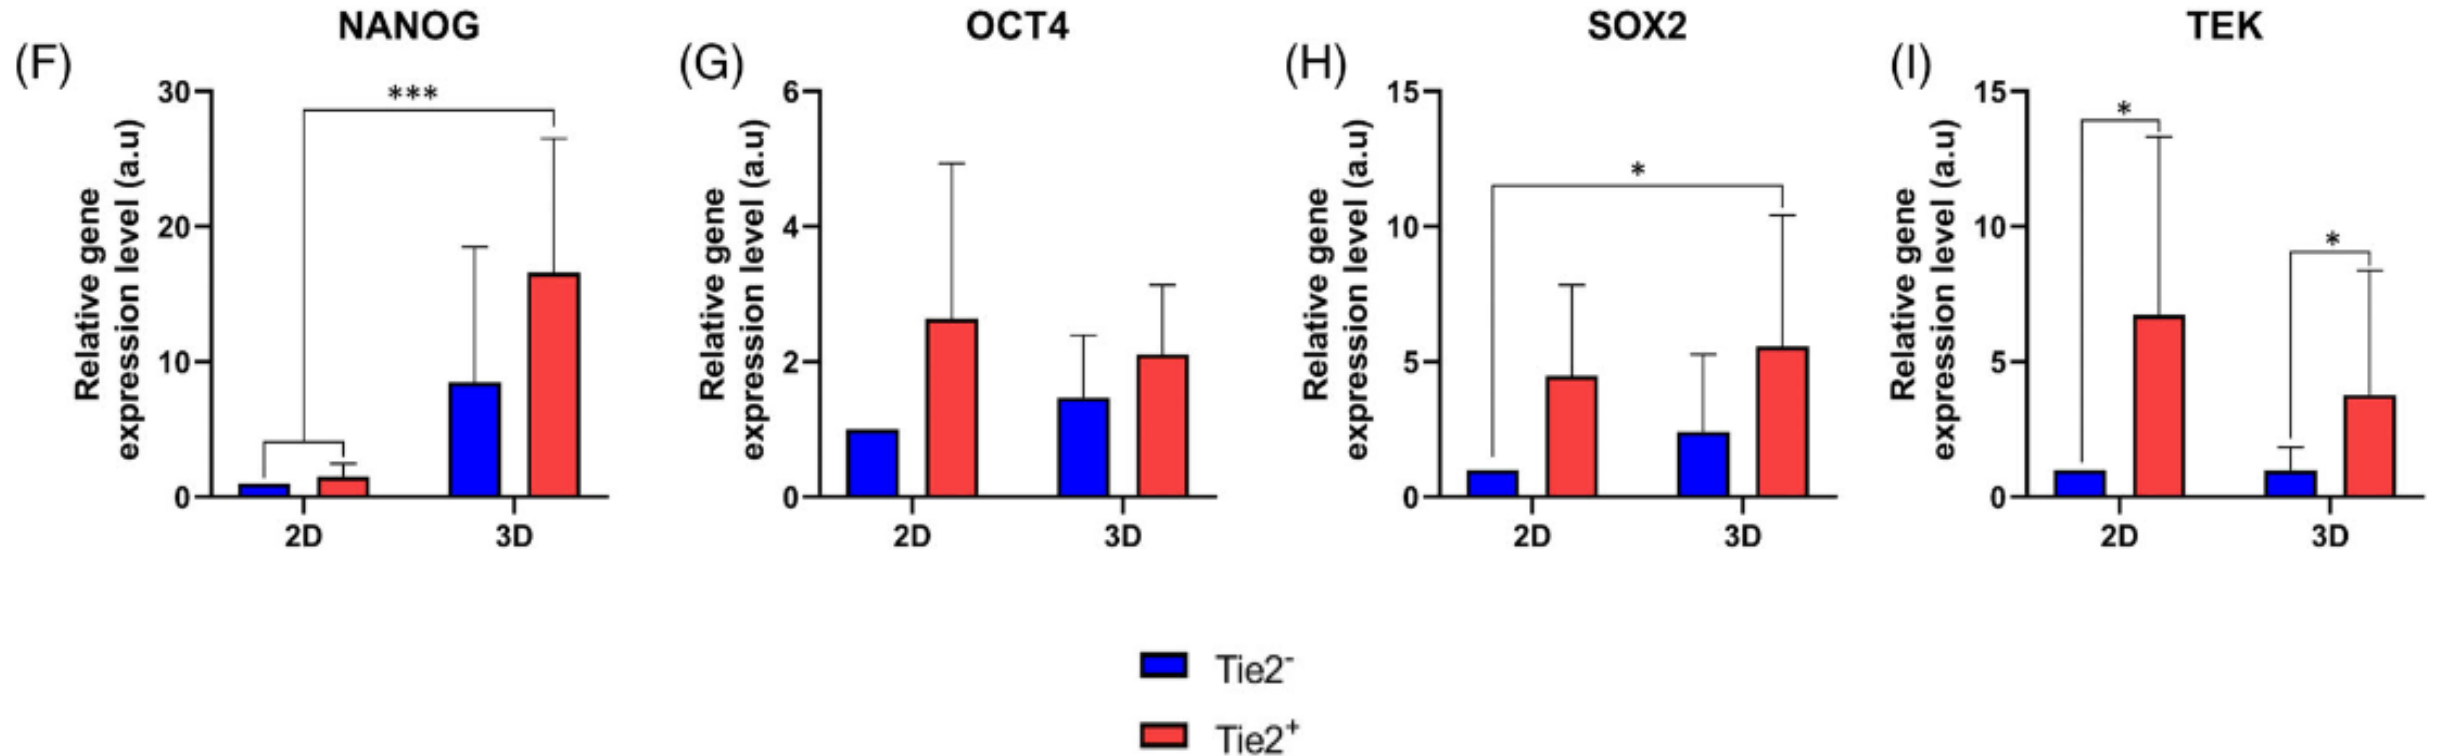 (F)
NANOG
Relative gene
expression level (a.u)
30
20
10
0
***
2D
3D
(G)
OCT4
Relative gene
expression level (a.u)
6
4
2
0
2D
3D
(H)
SOX2
Relative gene
expression level (a.u)
15
10
5
0
*
2D
3D
(I)
TEK
Relative gene
expression level (a.u)
15
10
5
0
*
*
2D
3D
Tie2⁻
Tie2⁺